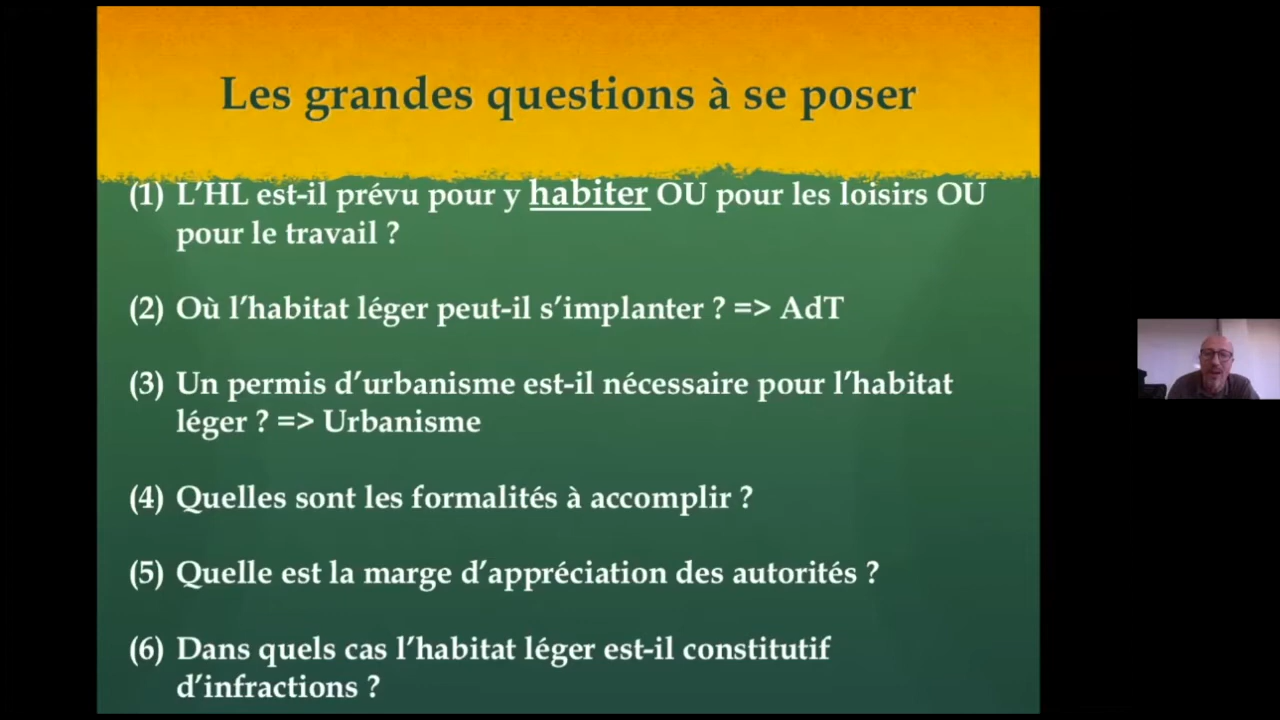 Les grandes questions à se poser
(1) L’HL est-il prévu pour y habiter OU pour les loisirs OU
pour le travail ?
(2) Où l’habitat léger peut-il s’implanter ? => AdT
(3) Un permis d’urbanisme est-il nécessaire pour l’habitat
léger ? => Urbanisme
(4) Quelles sont les formalités à accomplir ?
(5) Quelle est la marge d’appréciation des autorités ?
(6) Dans quels cas l’habitat léger est-il constitutif
d’infractions ?